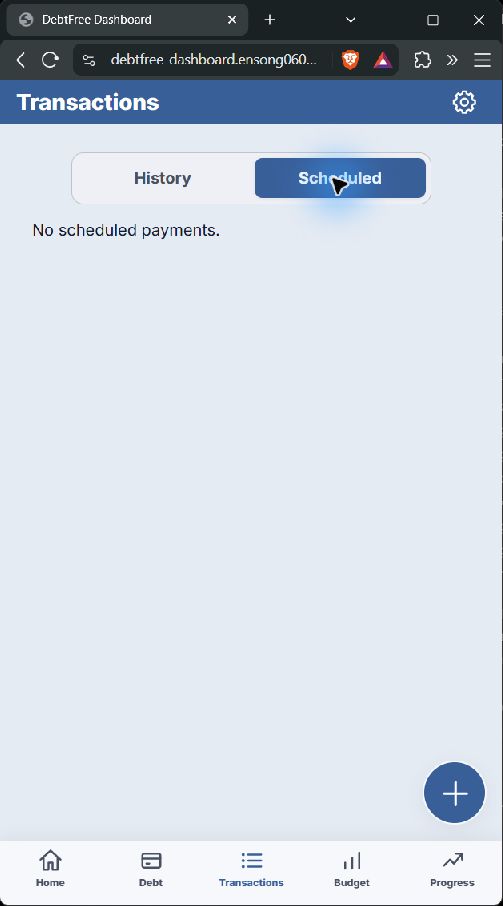 DebtFree Dashboard
debtfree-dashboard.ensong060...
Transactions
History
Scheduled
No scheduled payments.
Home
Debt
Transactions
Budget
Progress